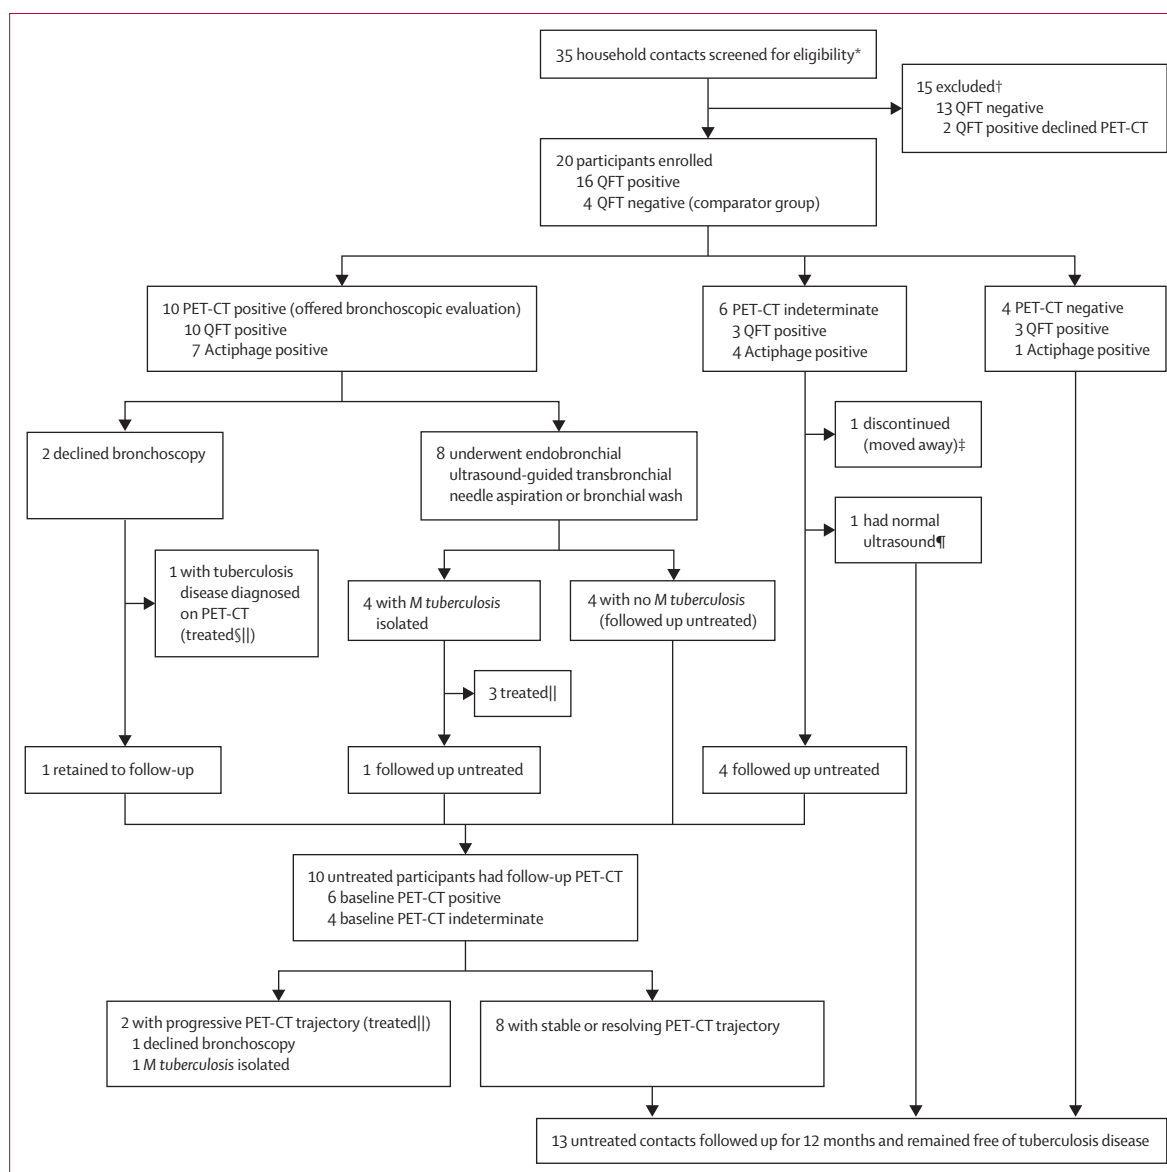 35 household contacts screened for eligibility*
15 excluded†
13 QFT negative
2 QFT positive declined PET-CT
20 participants enrolled
16 QFT positive
4 QFT negative (comparator group)
10 PET-CT positive (offered bronchoscopic evaluation)
10 QFT positive
7 Actiphage positive
6 PET-CT indeterminate
3 QFT positive
4 Actiphage positive
4 PET-CT negative
3 QFT positive
1 Actiphage positive
2 declined bronchoscopy
8 underwent endobronchial
ultrasound-guided transbronchial
needle aspiration or bronchial wash
1 discontinued
(moved away)‡
1 had normal
ultrasound¶
1 with tuberculosis
disease diagnosed
on PET-CT
(treated§||)
4 with M tuberculosis
isolated
4 with no M tuberculosis
(followed up untreated)
3 treated||
1 retained to follow-up
1 followed up untreated
4 followed up untreated
10 untreated participants had follow-up PET-CT
6 baseline PET-CT positive
4 baseline PET-CT indeterminate
2 with progressive PET-CT trajectory (treated||)
1 declined bronchoscopy
1 M tuberculosis isolated
8 with stable or resolving PET-CT trajectory
13 untreated contacts followed up for 12 months and remained free of tuberculosis disease